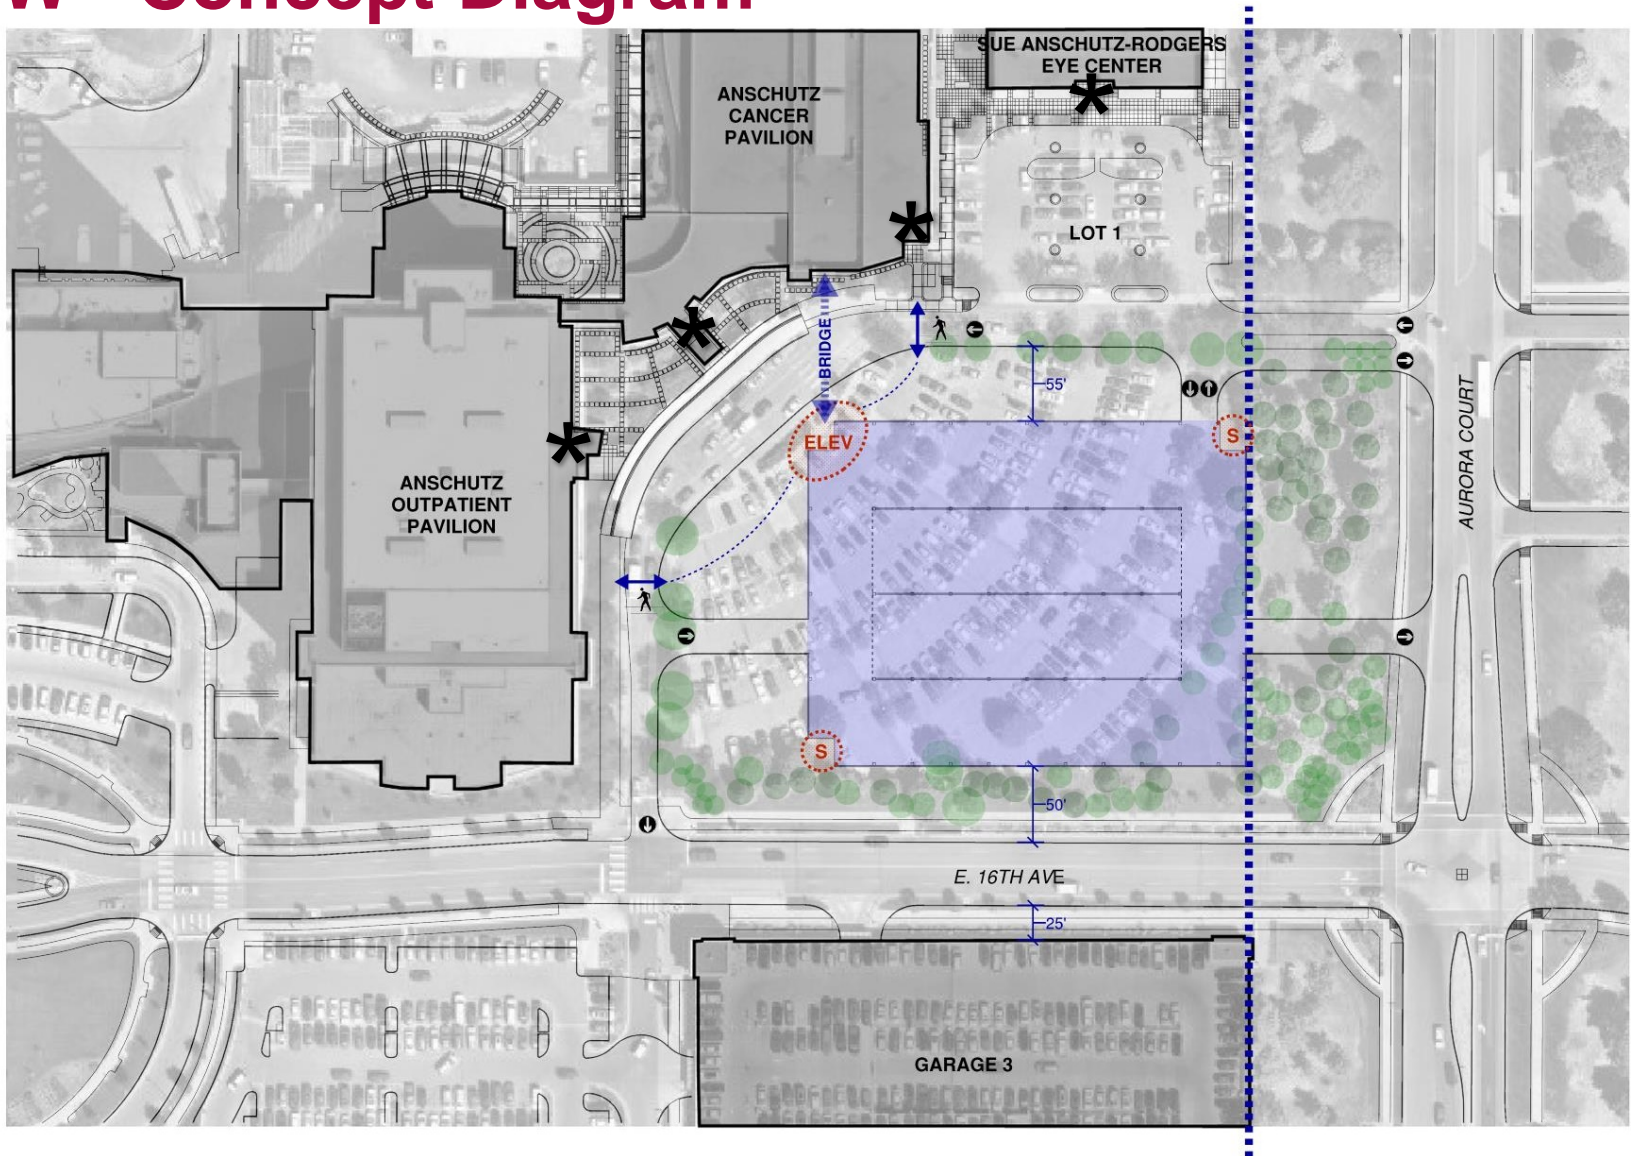 Concept Diagram
SUE ANSCHUTZ-RODGERS
EYE CENTER
ANSCHUTZ
CANCER
PAVILION
LOT 1
BRIDGE
55'
AURORA COURT
ELEV
S
ANSCHUTZ
OUTPATIENT
PAVILION
S
50'
E. 16TH AVE
25'
GARAGE 3